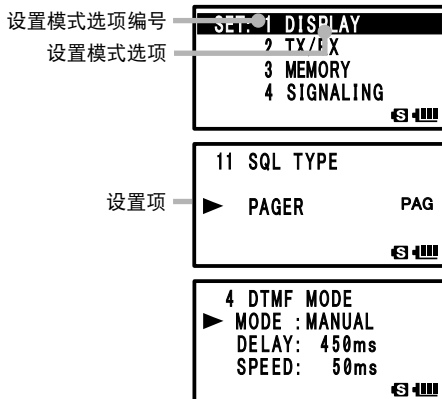 设置模式选项编号
设置模式选项
SET: 1 DISPLAY
2 TX/RX
3 MEMORY
4 SIGNALING
S
11 SQL TYPE
设置项
PAGER PAG
S
4 DTMF MODE
MODE :MANUAL
DELAY: 450ms
SPEED: 50ms
S